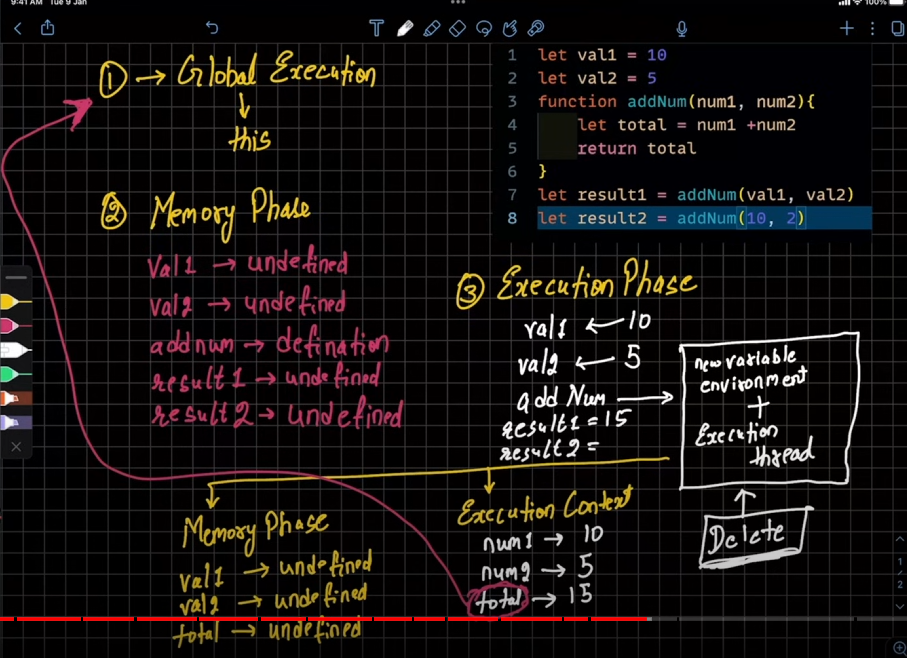 9:41 AM Tue 9 Jan
100%
① → Global Execution
↓
this
1 let val1 = 10
2 let val2 = 5
3 function addNum(num1, num2){
4 let total = num1 +num2
5 return total
6 }
7 let result1 = addNum(val1, val2)
8 let result2 = addNum(10, 2)
② Memory Phase
Val1 → undefined
val2 → undefined
addnum → defination
result1 → undefined
result2 → undefined
③ Execution Phase
val1 ← 10
val2 ← 5
add Num →
result1 = 15
result2 =
new variable
environment
+
Execution
thread
Delete
Memory Phase
val1 → undefined
val2 → undefined
total → undefined
Execution Context
num1 → 10
num2 → 5
total → 15
1
2